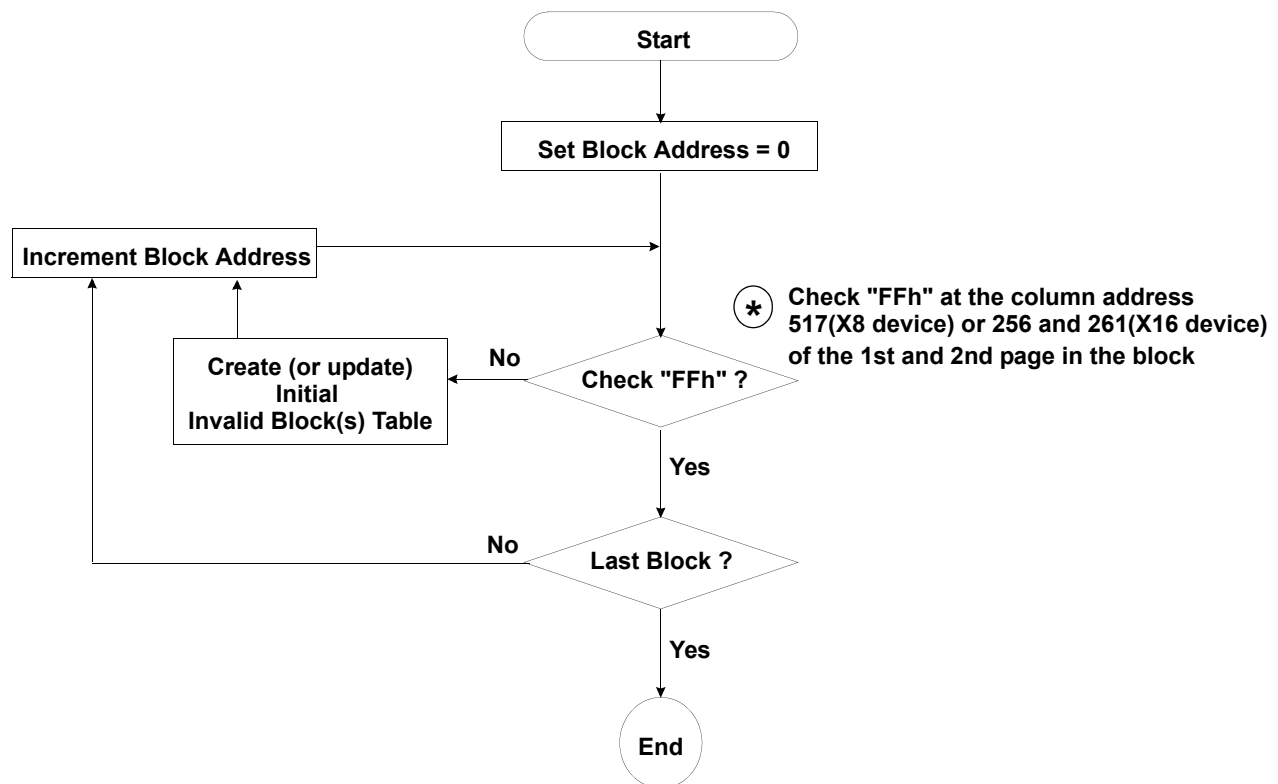 Start
Set Block Address = 0
Increment Block Address
* Check "FFh" at the column address
517(X8 device) or 256 and 261(X16 device)
of the 1st and 2nd page in the block
No
Create (or update)
Initial
Invalid Block(s) Table
Check "FFh" ?
Yes
No
Last Block ?
Yes
End